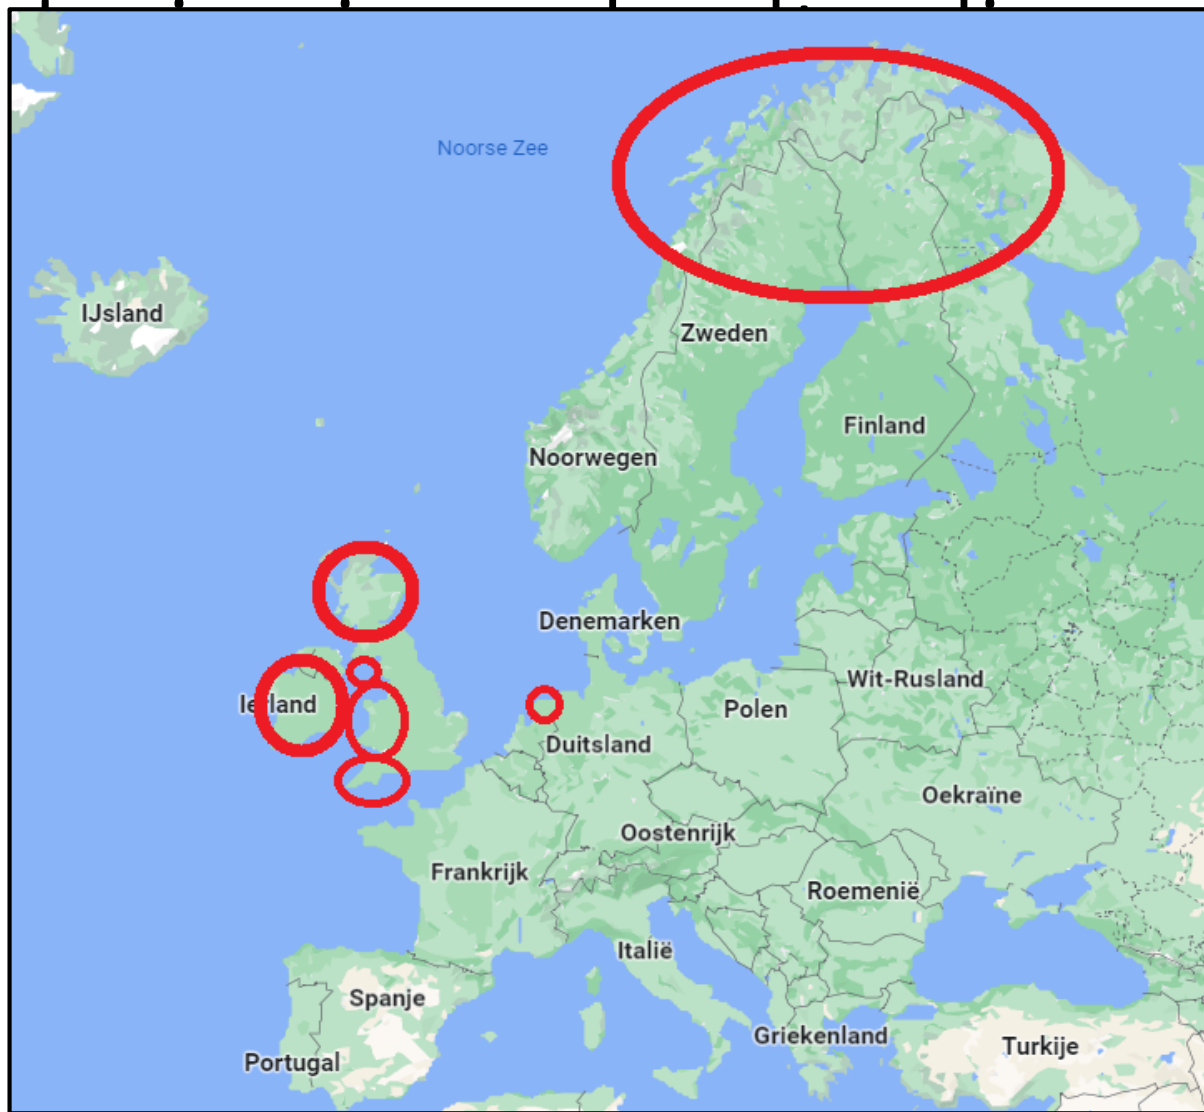 Noorse Zee
IJsland
Zweden
Finland
Noorwegen
Denemarken
Wit-Rusland
Ierland
Polen
Duitsland
Oekraïne
Oostenrijk
Frankrijk
Roemenië
Italië
Spanje
Griekenland
Turkije
Portugal